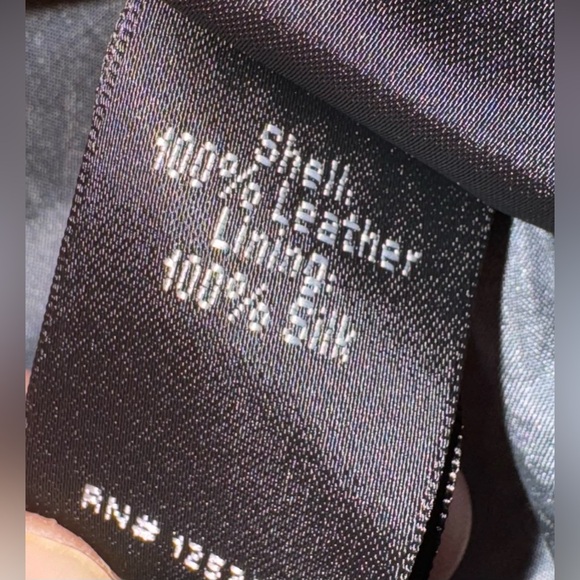 Shell:
100% Leather
Lining:
100% Silk
RN#